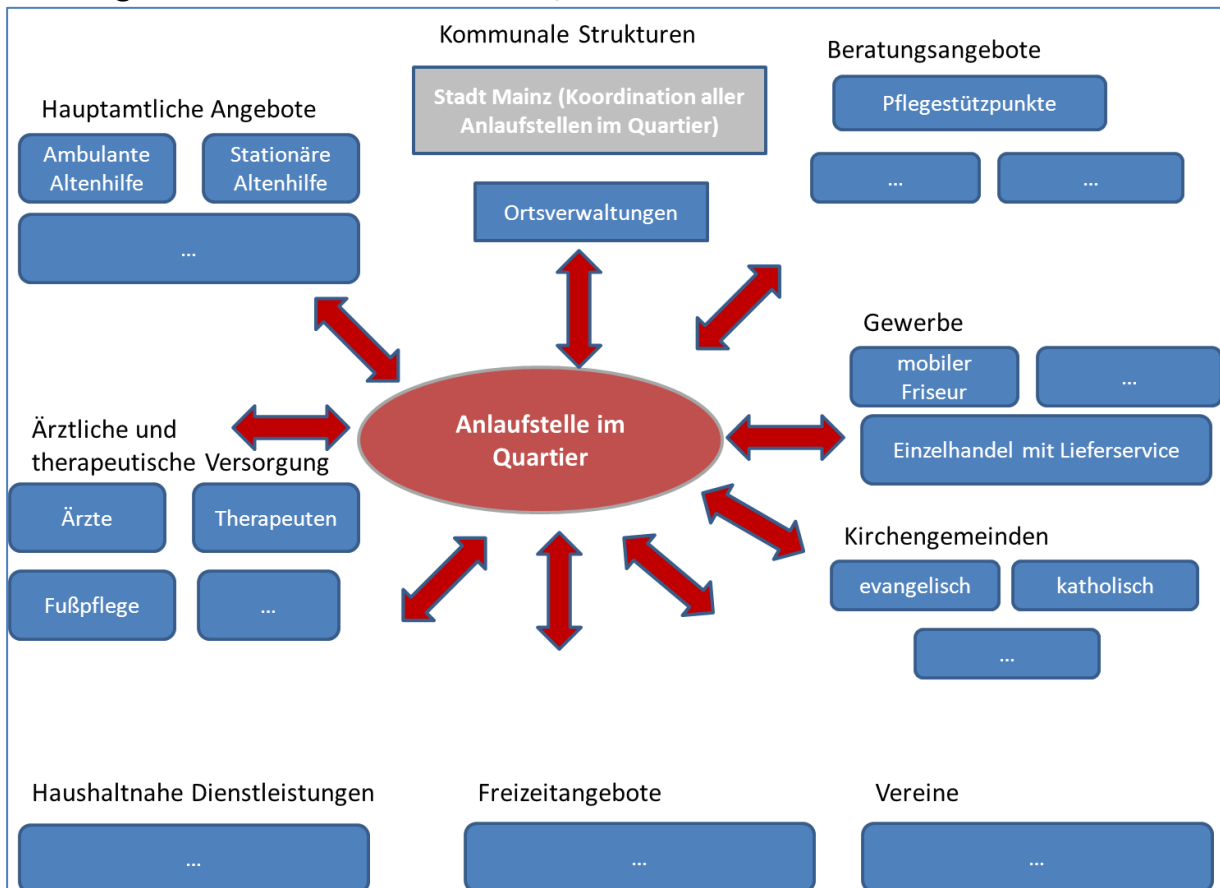 Kommunale Strukturen
Stadt Mainz (Koordination aller
Anlaufstellen im Quartier)
Ortsverwaltungen
Beratungsangebote
Pflegestützpunkte
...
...
Hauptamtliche Angebote
Ambulante
Altenhilfe
Stationäre
Altenhilfe
...
Gewerbe
mobiler
Friseur
...
Einzelhandel mit Lieferservice
Anlaufstelle im
Quartier
Ärztliche und
therapeutische Versorgung
Ärzte
Therapeuten
Fußpflege
...
Kirchengemeinden
evangelisch
katholisch
...
Haushaltnahe Dienstleistungen
...
Freizeitangebote
...
Vereine
...